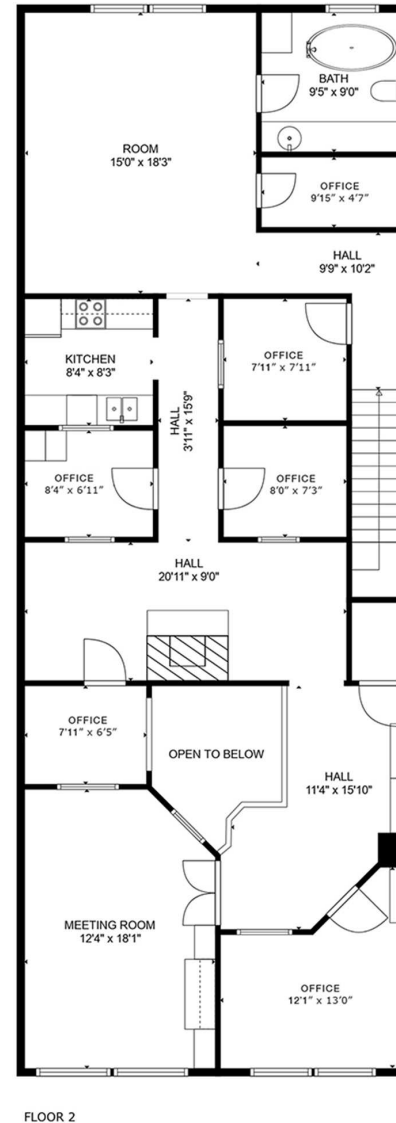 BATH
9'5" x 9'0"
ROOM
15'0" x 18'3"
OFFICE
9'15" x 4'7"
HALL
9'9" x 10'2"
KITCHEN
8'4" x 8'3"
OFFICE
7'11" x 7'11"
HALL
3'11" x 15'9"
OFFICE
8'4" x 6'11"
OFFICE
8'0" x 7'3"
HALL
20'11" x 9'0"
OFFICE
7'11" x 6'5"
OPEN TO BELOW
HALL
11'4" x 15'10"
MEETING ROOM
12'4" x 18'1"
OFFICE
12'1" x 13'0"
FLOOR 2